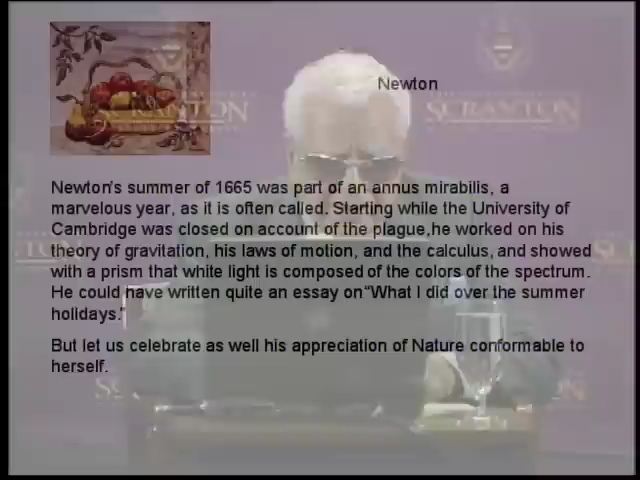 Newton
SCRANTON
SCRANTON
Newton's summer of 1665 was part of an annus mirabilis, a
marvelous year, as it is often called. Starting while the University of
Cambridge was closed on account of the plague,he worked on his
theory of gravitation, his laws of motion, and the calculus, and showed
with a prism that white light is composed of the colors of the spectrum.
He could have written quite an essay on“What I did over the summer
holidays.”
But let us celebrate as well his appreciation of Nature conformable to
herself.